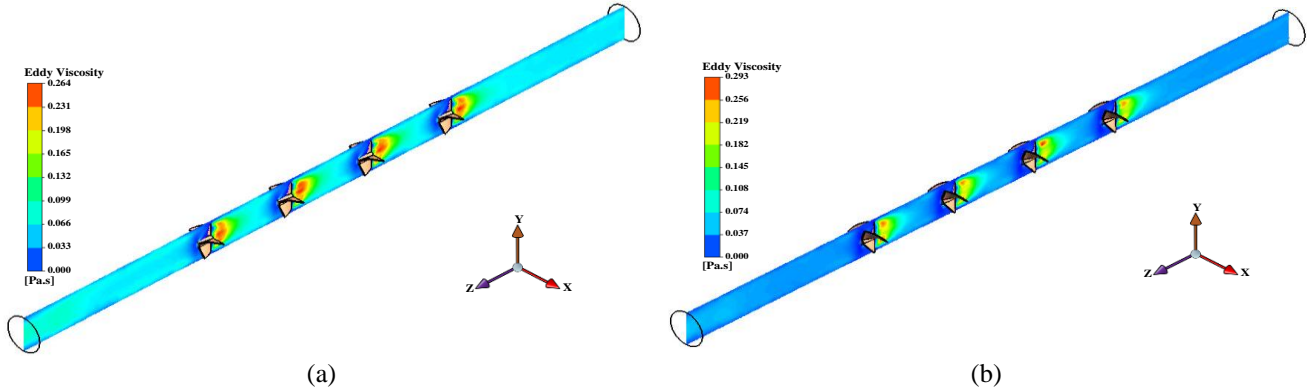 Eddy Viscosity
0.264
0.231
0.198
0.165
0.132
0.099
0.066
0.033
0.000
[Pa.s]
Y
Z
X
(a)
Eddy Viscosity
0.293
0.256
0.219
0.182
0.145
0.108
0.074
0.037
0.000
[Pa.s]
Y
Z
X
(b)